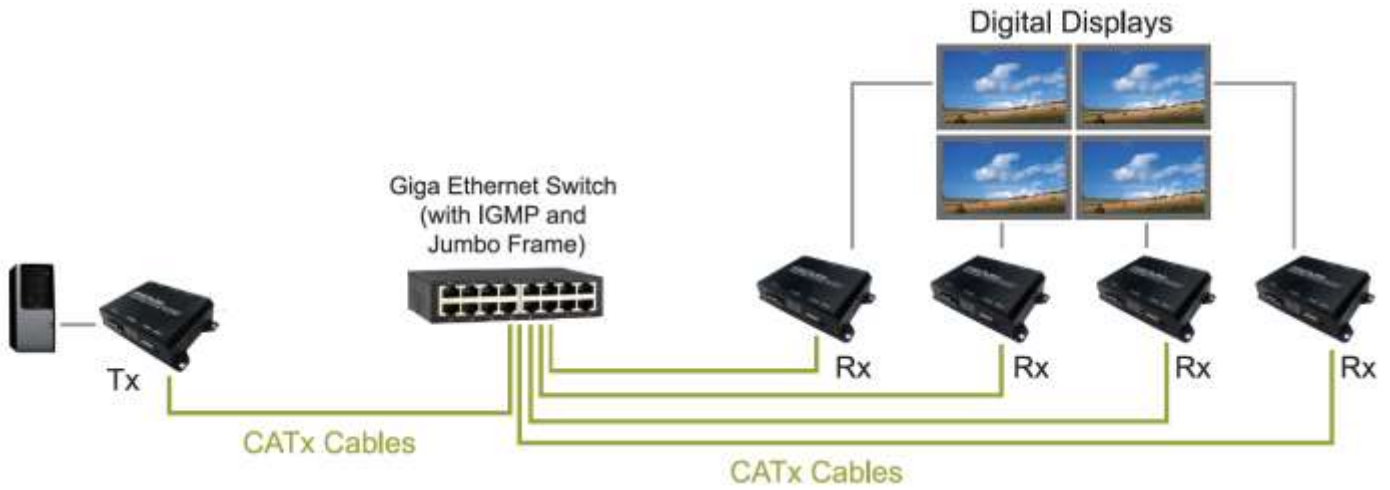 Digital Displays
Giga Ethernet Switch
(with IGMP and
Jumbo Frame)
Tx
Rx
Rx
Rx
Rx
CATx Cables
CATx Cables